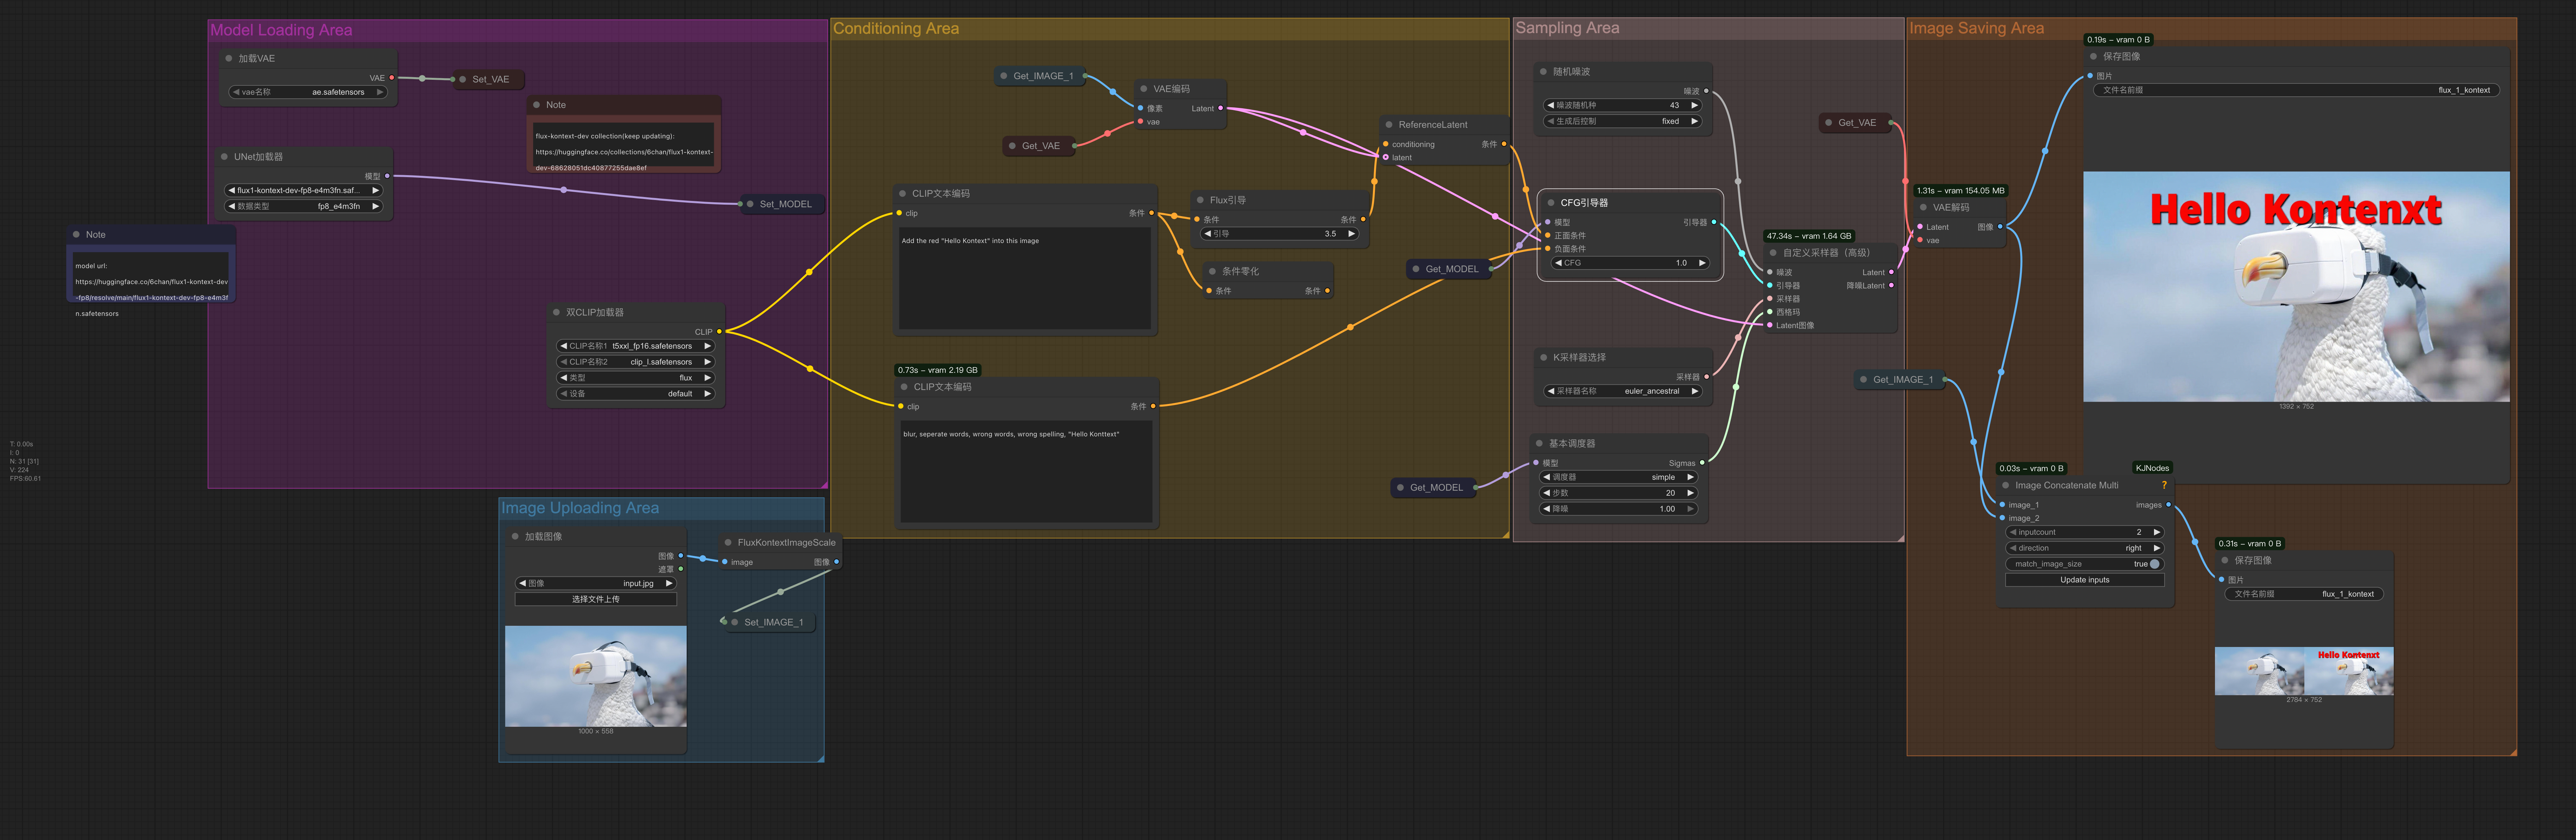 Model Loading Area
加载VAE
VAE
vae名称 ae.safetensors
Set_VAE
Note
flux-kontext-dev collection(keep updating):
https://huggingface.co/collections/6chan/flux1-kontext-
dev-68628051dc40877255dae8ef
UNet加载器
模型
flux1-kontext-dev-fp8-e4m3fn.saf...
数据类型 fp8_e4m3fn
Set_MODEL
Note
model url:
https://huggingface.co/6chan/flux1-kontext-dev
-fp8/resolve/main/flux1-kontext-dev-fp8-e4m3f
n.safetensors
双CLIP加载器
CLIP
CLIP名称1 t5xxl_fp16.safetensors
CLIP名称2 clip_l.safetensors
类型 flux
设备 default
T: 0.00s
I: 0
N: 31 [31]
V: 224
FPS:60.61
Image Uploading Area
加载图像
图像
遮罩
图像 input.jpg
选择文件上传
1000 × 558
FluxKontextImageScale
image 图像
Set_IMAGE_1
Conditioning Area
Get_IMAGE_1
VAE编码
像素 Latent
vae
Get_VAE
ReferenceLatent
conditioning 条件
latent
CLIP文本编码
clip 条件
Add the red "Hello Kontext" into this image
Flux引导
条件 条件
引导 3.5
条件零化
条件 条件
Get_MODEL
0.73s – vram 2.19 GB
CLIP文本编码
clip 条件
blur, seperate words, wrong words, wrong spelling, "Hello Konttext"
Get_MODEL
Sampling Area
随机噪波
噪波
噪波随机种 43
生成后控制 fixed
Get_VAE
CFG引导器
模型 引导器
正面条件
负面条件
CFG 1.0
47.34s – vram 1.64 GB
自定义采样器（高级）
噪波 Latent
引导器 降噪Latent
采样器
西格玛
Latent图像
K采样器选择
采样器
采样器名称 euler_ancestral
基本调度器
模型 Sigmas
调度器 simple
步数 20
降噪 1.00
Get_IMAGE_1
Image Saving Area
0.19s – vram 0 B
保存图像
图片
文件名前缀 flux_1_kontext
Hello Kontenxt
1392 × 752
1.31s – vram 154.05 MB
VAE解码
Latent 图像
vae
0.03s – vram 0 B
KJNodes
Image Concatenate Multi ?
image_1 images
image_2
inputcount 2
direction right
match_image_size true
Update inputs
0.31s – vram 0 B
保存图像
图片
文件名前缀 flux_1_kontext
Hello Kontenxt
2784 × 752